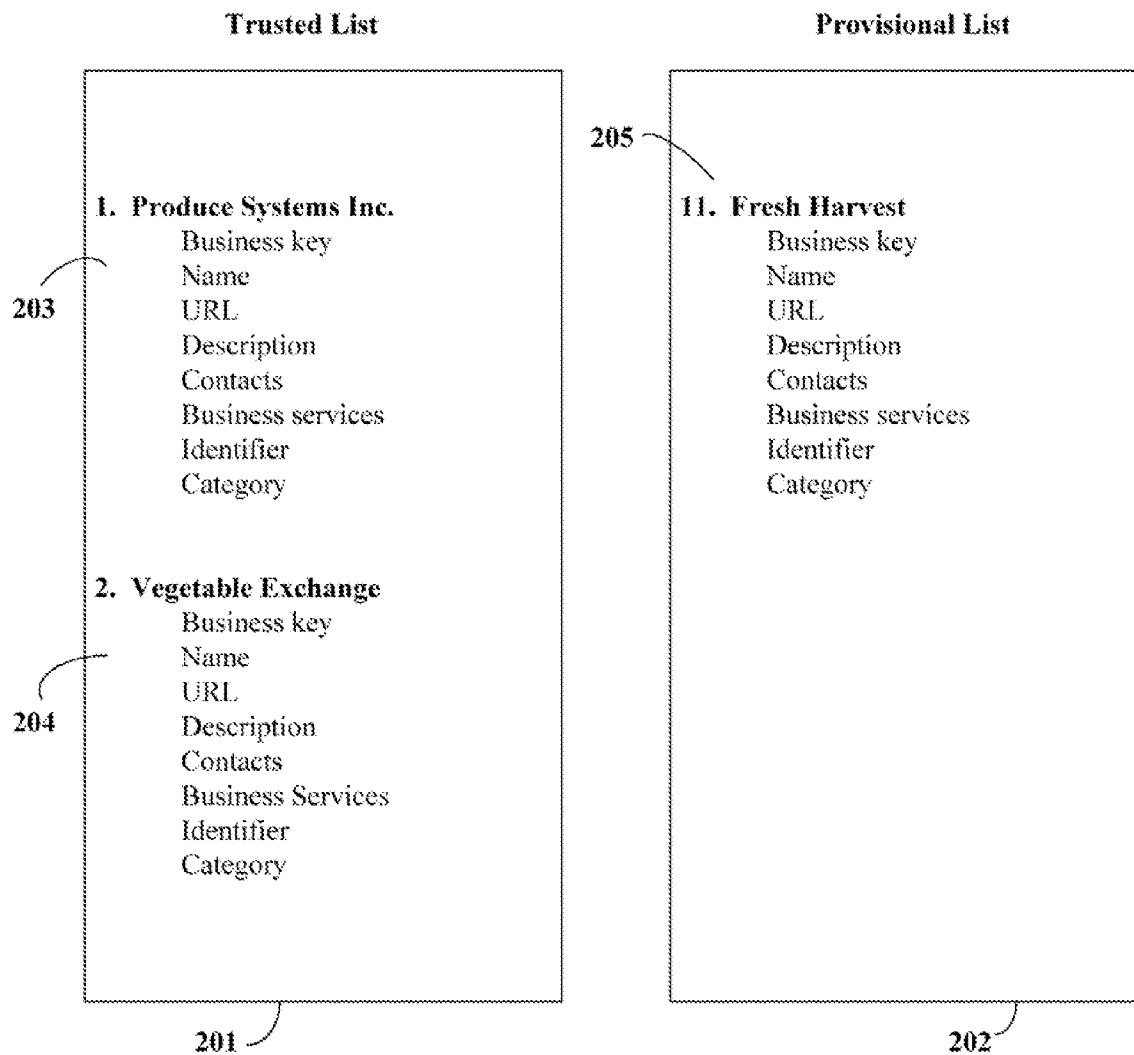 Trusted List
203
1. Produce Systems Inc.
Business key
Name
URL
Description
Contacts
Business services
Identifier
Category
204
2. Vegetable Exchange
Business key
Name
URL
Description
Contacts
Business Services
Identifier
Category
201
Provisional List
205
11. Fresh Harvest
Business key
Name
URL
Description
Contacts
Business services
Identifier
Category
202